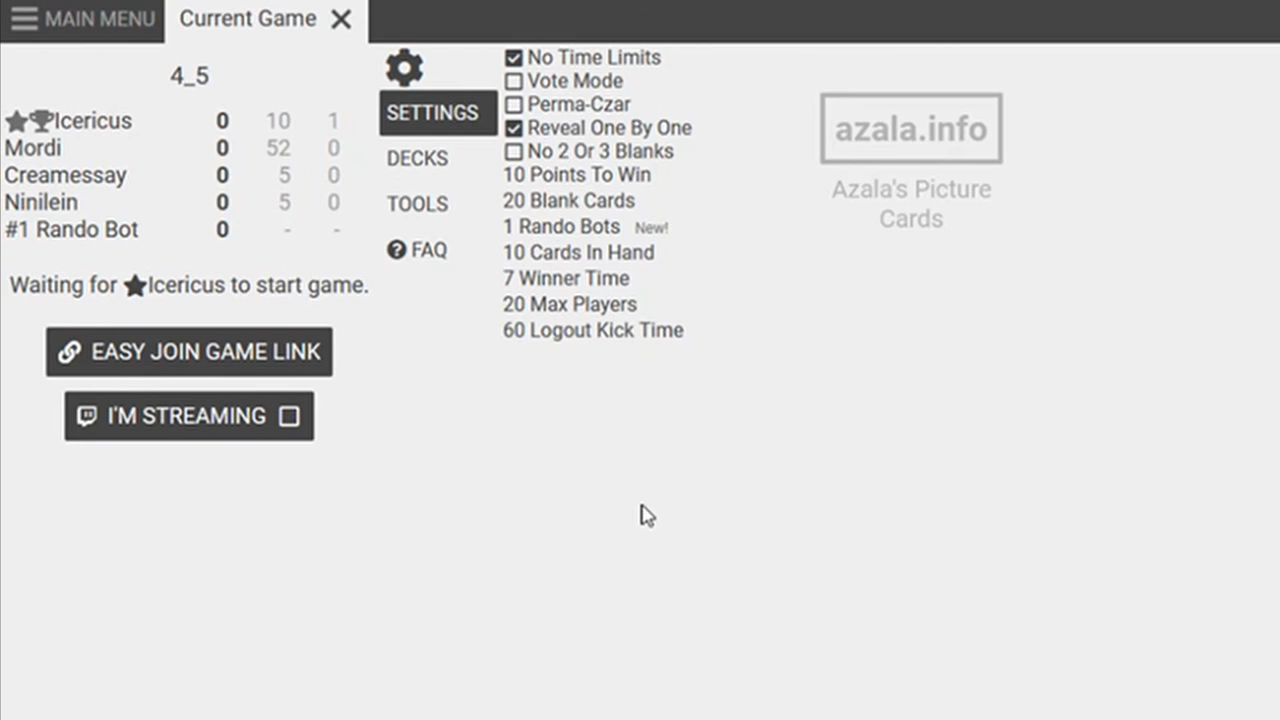 MAIN MENU
Current Game
4_5
Icericus 0 10 1
Mordi 0 52 0
Creamessay 0 5 0
Ninilein 0 5 0
#1 Rando Bot 0 - -
Waiting for ★Icericus to start game.
EASY JOIN GAME LINK
I'M STREAMING
SETTINGS
DECKS
TOOLS
FAQ
No Time Limits
Vote Mode
Perma-Czar
Reveal One By One
No 2 Or 3 Blanks
10 Points To Win
20 Blank Cards
1 Rando Bots New!
10 Cards In Hand
7 Winner Time
20 Max Players
60 Logout Kick Time
azala.info
Azala's Picture
Cards